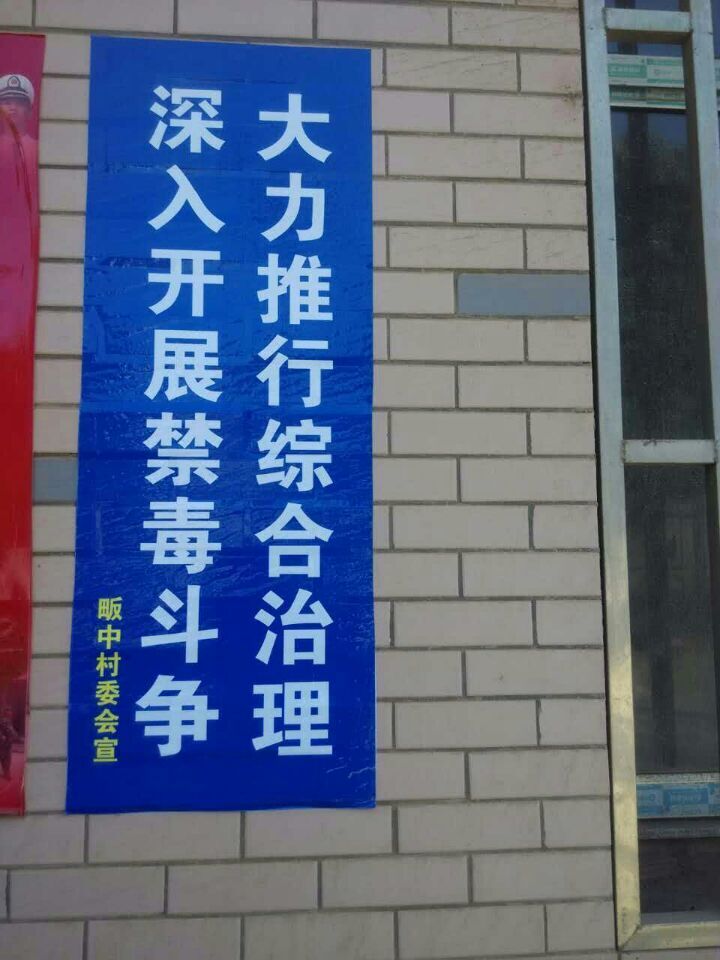 大力推行综合治理
深入开展禁毒斗争
畈中村委会宣